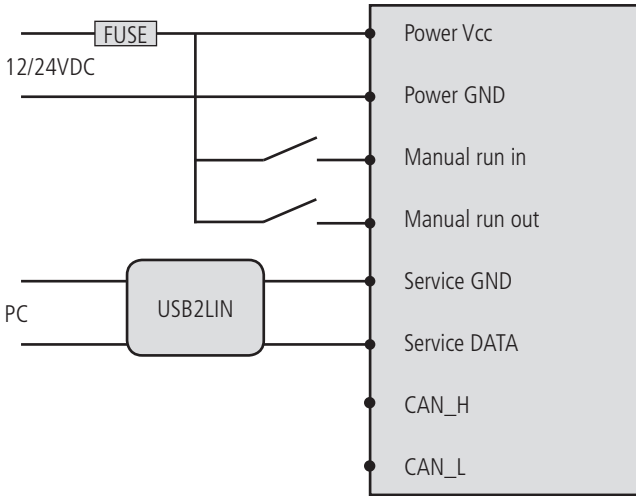 FUSE
Power Vcc
12/24VDC
Power GND
Manual run in
Manual run out
Service GND
PC
USB2LIN
Service DATA
CAN_H
CAN_L